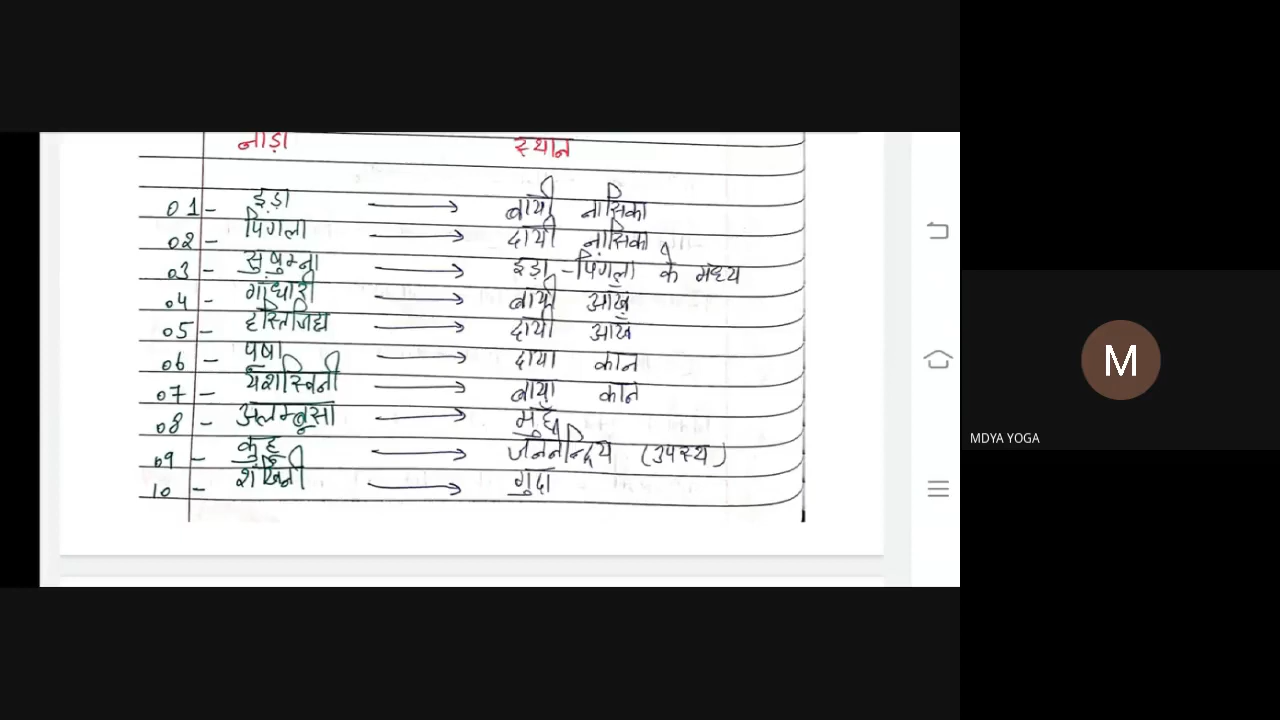 नाड़ी स्थान
01 - इड़ा → बायी नासिका
02 - पिंगला → दायी नासिका
03 - सुषुम्ना → इड़ा - पिंगला के मध्य
04 - गांधारी → बायी आँख
05 - हस्तिजिह्वा → दायी आँख
06 - पूषा → दाया कान
07 - यशस्विनी → बाया कान
08 - अलम्बूसा → मुँह
09 - कुहू → जननेन्द्रिय (उपस्थ)
10 - शंखिनी → गुदा
M
MDYA YOGA